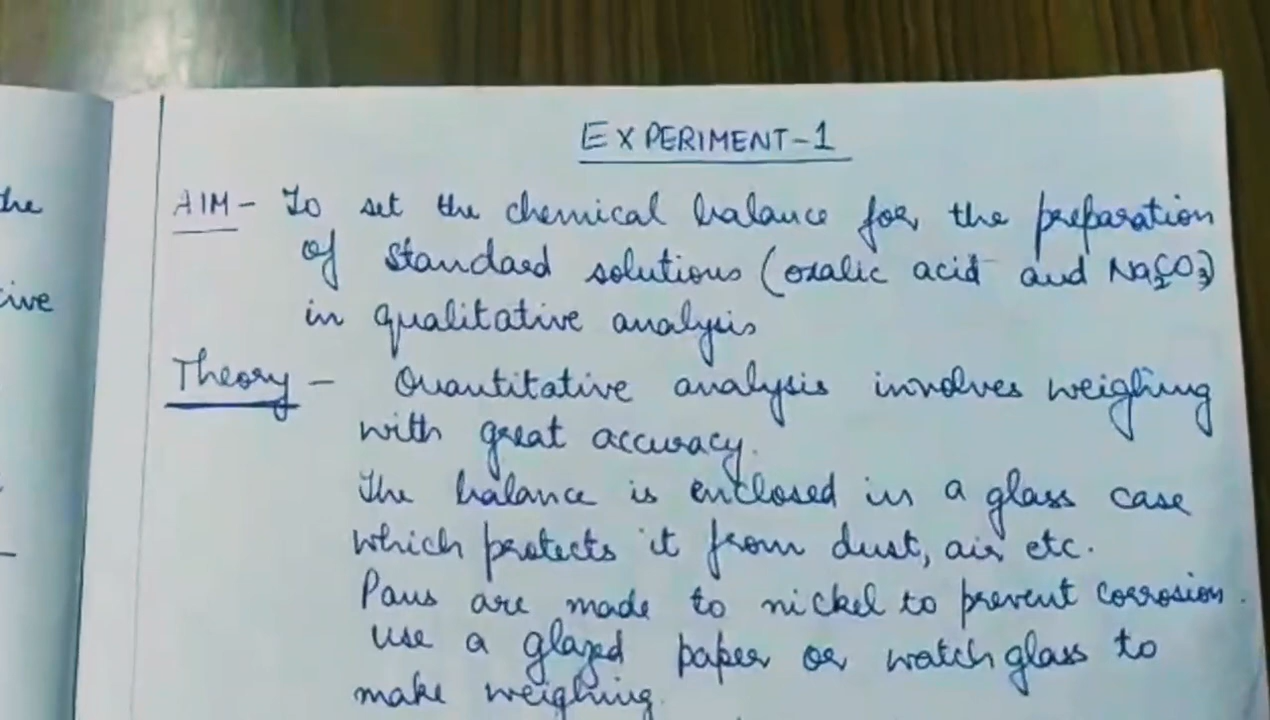 EXPERIMENT-1
the
AIM - To set the chemical balance for the preparation
of standard solutions (oxalic acid and Na₂CO₃)
in qualitative analysis
Theory - Quantitative analysis involves weighing
with great accuracy.
The balance is enclosed in a glass case
which protects it from dust, air etc.
Pans are made to nickel to prevent corrosion.
use a glazed paper or watch glass to
make weighing.